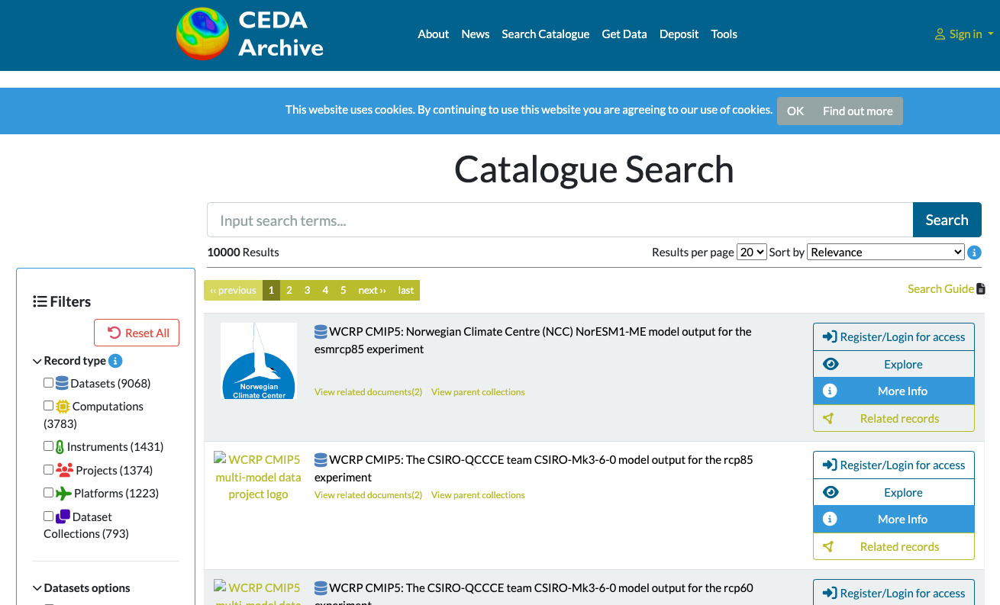 CEDA
Archive
About News Search Catalogue Get Data Deposit Tools
Sign in
This website uses cookies. By continuing to use this website you are agreeing to our use of cookies. OK Find out more
Catalogue Search
Input search terms... Search
10000 Results Results per page 20 Sort by Relevance
‹‹ previous 1 2 3 4 5 next ›› last Search Guide
Filters
Reset All
Record type
Datasets (9068)
Computations
(3783)
Instruments (1431)
Projects (1374)
Platforms (1223)
Dataset
Collections (793)
Datasets options
Norwegian
Climate Center
WCRP CMIP5: Norwegian Climate Centre (NCC) NorESM1-ME model output for the
esmrcp85 experiment
View related documents(2) View parent collections
Register/Login for access
Explore
More Info
Related records
WCRP CMIP5
multi-model data
project logo
WCRP CMIP5: The CSIRO-QCCCE team CSIRO-Mk3-6-0 model output for the rcp85
experiment
View related documents(2) View parent collections
Register/Login for access
Explore
More Info
Related records
WCRP CMIP5
multi-model data
WCRP CMIP5: The CSIRO-QCCCE team CSIRO-Mk3-6-0 model output for the rcp60
experiment
Register/Login for access